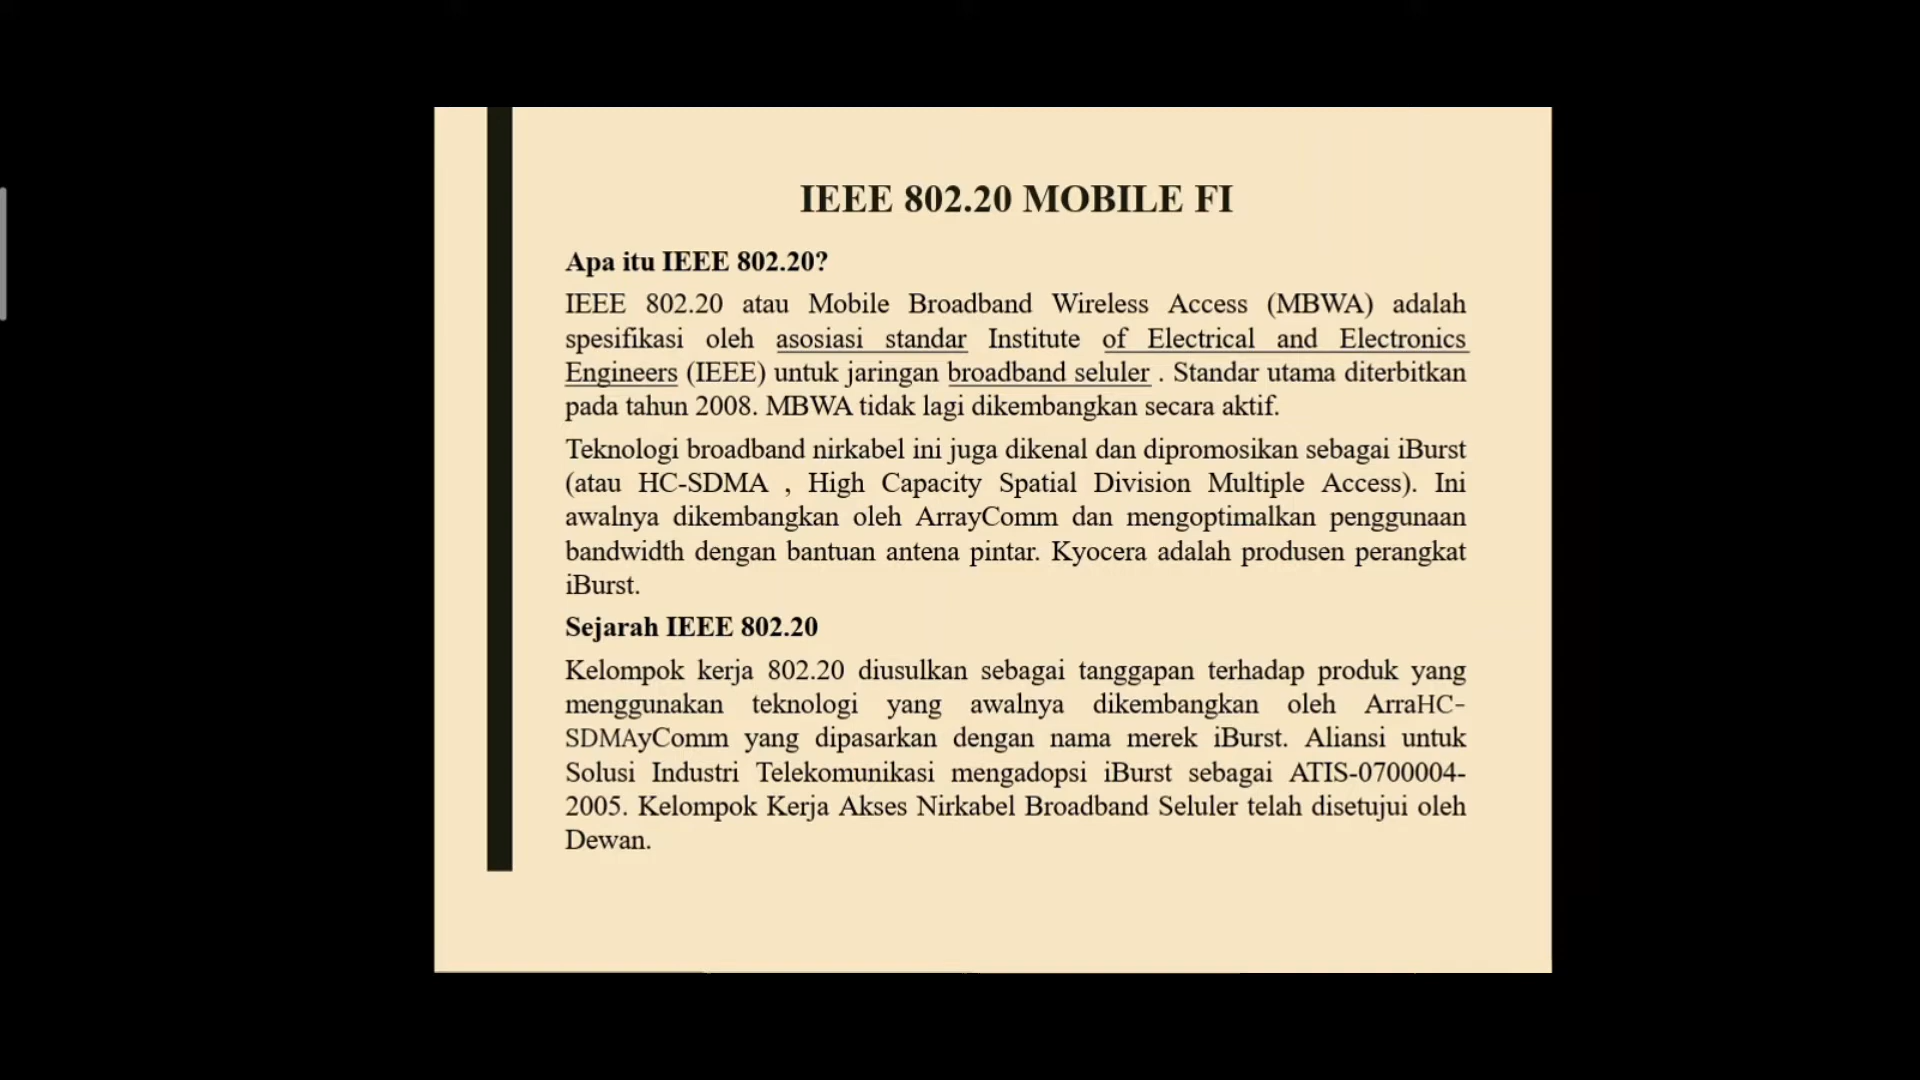 IEEE 802.20 MOBILE FI
Apa itu IEEE 802.20?
IEEE 802.20 atau Mobile Broadband Wireless Access (MBWA) adalah
spesifikasi oleh asosiasi standar Institute of Electrical and Electronics
Engineers (IEEE) untuk jaringan broadband seluler . Standar utama diterbitkan
pada tahun 2008. MBWA tidak lagi dikembangkan secara aktif.
Teknologi broadband nirkabel ini juga dikenal dan dipromosikan sebagai iBurst
(atau HC-SDMA , High Capacity Spatial Division Multiple Access). Ini
awalnya dikembangkan oleh ArrayComm dan mengoptimalkan penggunaan
bandwidth dengan bantuan antena pintar. Kyocera adalah produsen perangkat
iBurst.
Sejarah IEEE 802.20
Kelompok kerja 802.20 diusulkan sebagai tanggapan terhadap produk yang
menggunakan teknologi yang awalnya dikembangkan oleh ArraHC-
SDMAyComm yang dipasarkan dengan nama merek iBurst. Aliansi untuk
Solusi Industri Telekomunikasi mengadopsi iBurst sebagai ATIS-0700004-
2005. Kelompok Kerja Akses Nirkabel Broadband Seluler telah disetujui oleh
Dewan.